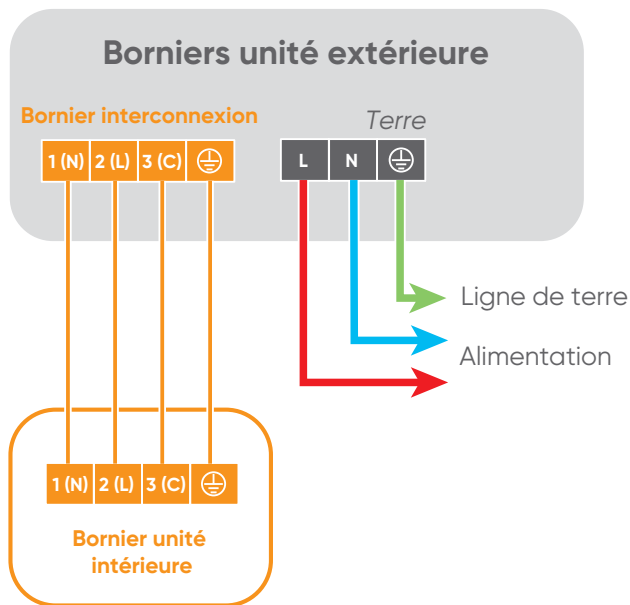 Borniers unité extérieure
Bornier interconnexion
Terre
1 (N) 2 (L) 3 (C)
L N
Ligne de terre
Alimentation
1 (N) 2 (L) 3 (C)
Bornier unité
intérieure